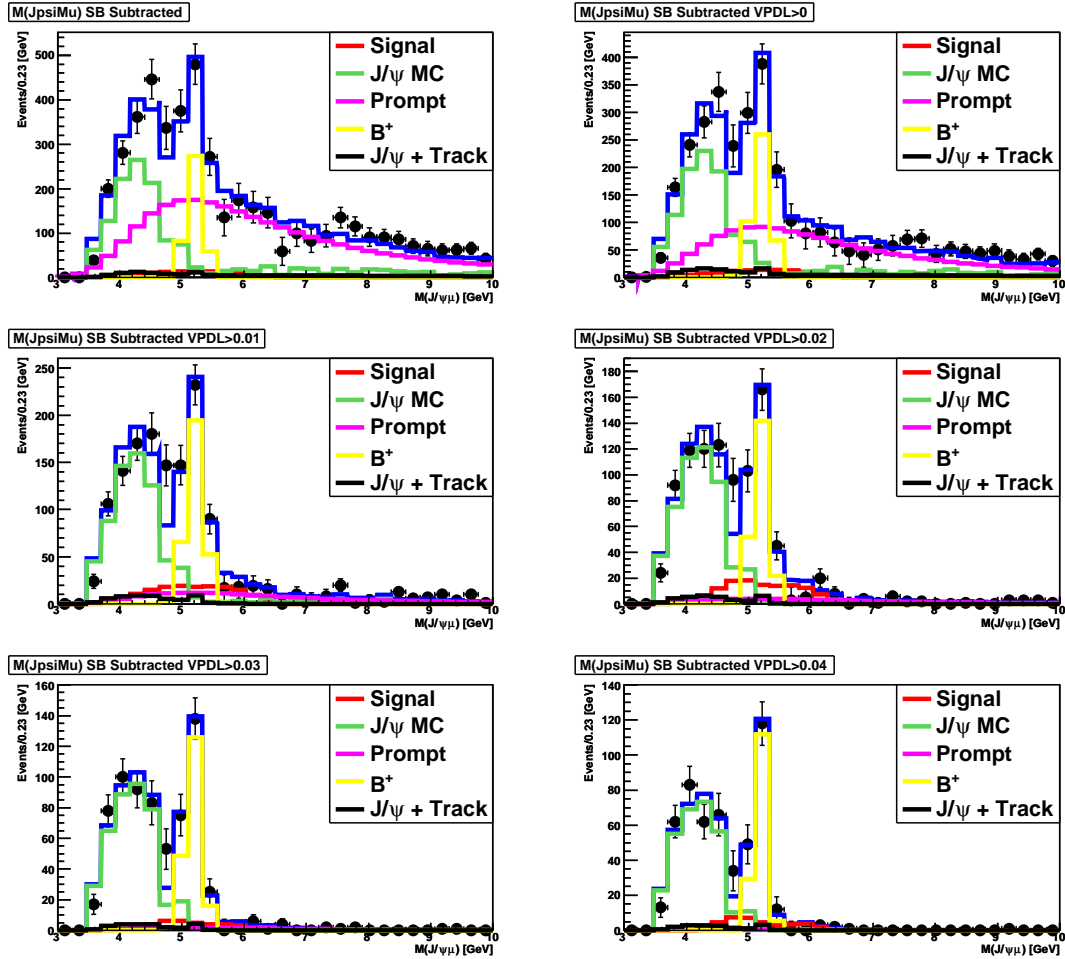 M(JpsiMu) SB Subtracted
Events/0.23 [GeV]
500
400
300
200
100
0
3 4 5 6 7 8 9 10
M(J/ψμ) [GeV]
Signal
J/ψ MC
Prompt
B⁺
J/ψ + Track
M(JpsiMu) SB Subtracted VPDL>0
Events/0.23 [GeV]
400
350
300
250
200
150
100
50
0
3 4 5 6 7 8 9 10
M(J/ψμ) [GeV]
Signal
J/ψ MC
Prompt
B⁺
J/ψ + Track
M(JpsiMu) SB Subtracted VPDL>0.01
Events/0.23 [GeV]
250
200
150
100
50
0
3 4 5 6 7 8 9 10
M(J/ψμ) [GeV]
Signal
J/ψ MC
Prompt
B⁺
J/ψ + Track
M(JpsiMu) SB Subtracted VPDL>0.02
Events/0.23 [GeV]
180
160
140
120
100
80
60
40
20
0
3 4 5 6 7 8 9 10
M(J/ψμ) [GeV]
Signal
J/ψ MC
Prompt
B⁺
J/ψ + Track
M(JpsiMu) SB Subtracted VPDL>0.03
Events/0.23 [GeV]
160
140
120
100
80
60
40
20
0
3 4 5 6 7 8 9 10
M(J/ψμ) [GeV]
Signal
J/ψ MC
Prompt
B⁺
J/ψ + Track
M(JpsiMu) SB Subtracted VPDL>0.04
Events/0.23 [GeV]
140
120
100
80
60
40
20
0
3 4 5 6 7 8 9 10
M(J/ψμ) [GeV]
Signal
J/ψ MC
Prompt
B⁺
J/ψ + Track